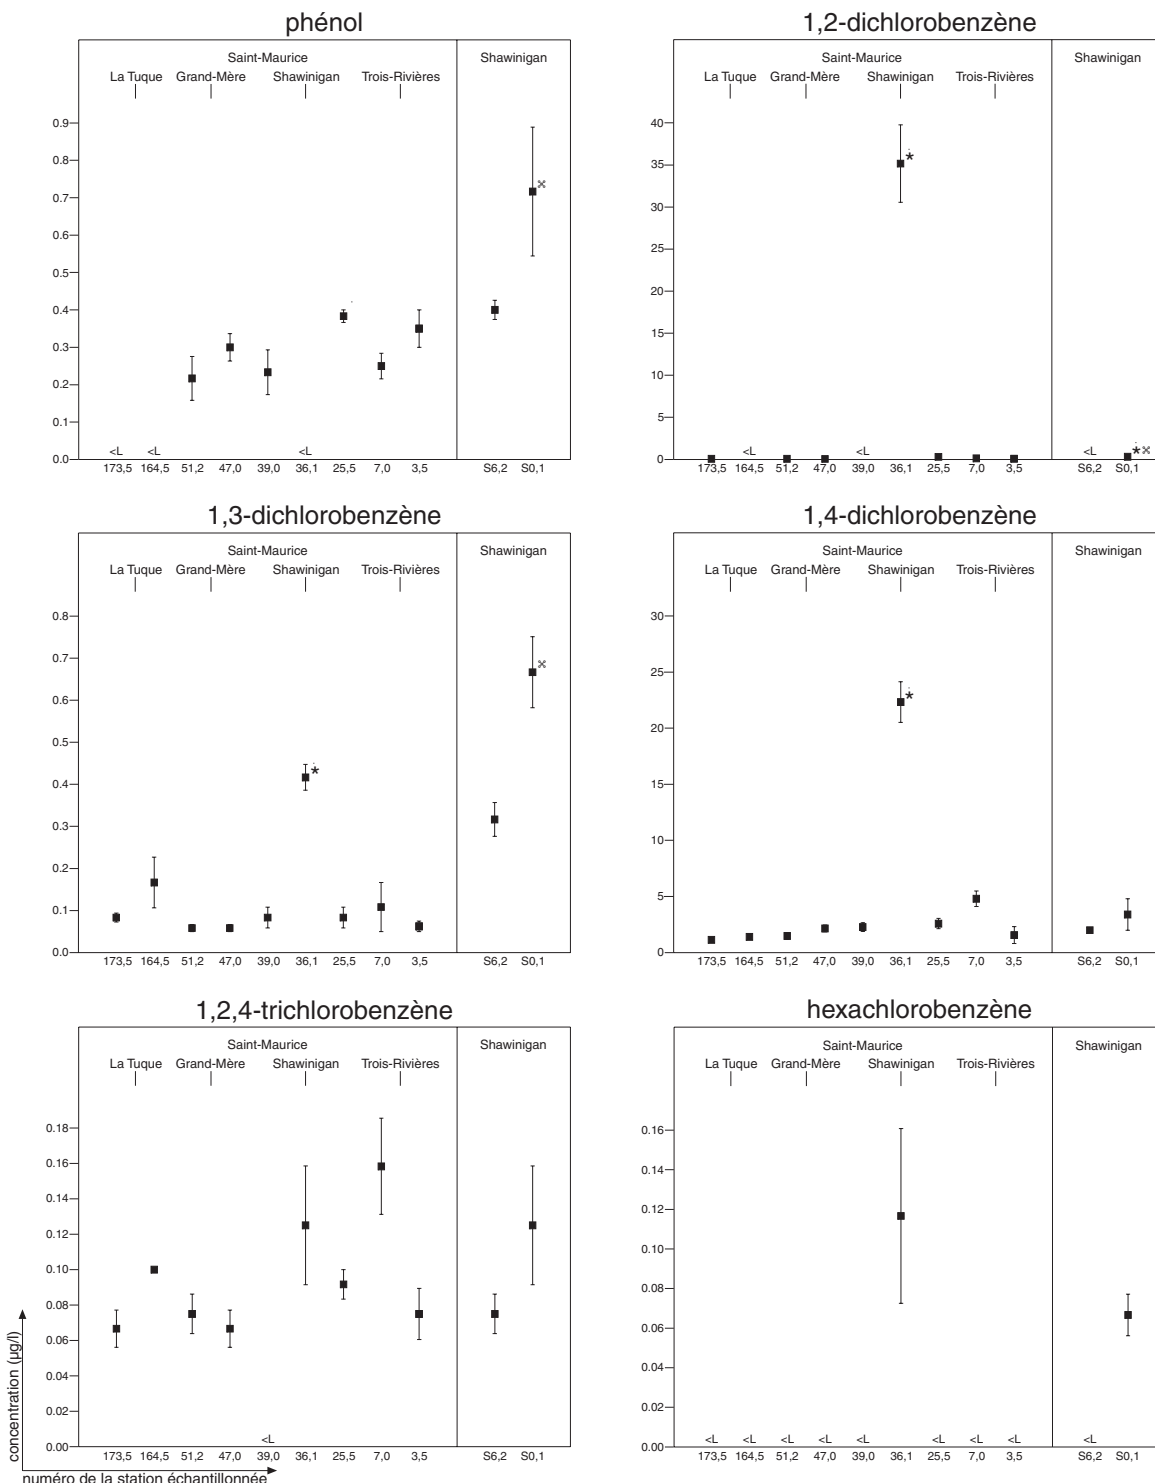 phénol
Saint-Maurice Shawinigan
La Tuque Grand-Mère Shawinigan Trois-Rivières
0.9
0.8
0.7
0.6
0.5
0.4
0.3
0.2
0.1
0.0
<L <L <L
173,5 164,5 51,2 47,0 39,0 36,1 25,5 7,0 3,5 S6,2 S0,1
1,2-dichlorobenzène
Saint-Maurice Shawinigan
La Tuque Grand-Mère Shawinigan Trois-Rivières
40
35
30
25
20
15
10
5
0
<L <L <L
173,5 164,5 51,2 47,0 39,0 36,1 25,5 7,0 3,5 S6,2 S0,1
1,3-dichlorobenzène
Saint-Maurice Shawinigan
La Tuque Grand-Mère Shawinigan Trois-Rivières
0.8
0.7
0.6
0.5
0.4
0.3
0.2
0.1
0.0
173,5 164,5 51,2 47,0 39,0 36,1 25,5 7,0 3,5 S6,2 S0,1
1,4-dichlorobenzène
Saint-Maurice Shawinigan
La Tuque Grand-Mère Shawinigan Trois-Rivières
30
25
20
15
10
5
0
173,5 164,5 51,2 47,0 39,0 36,1 25,5 7,0 3,5 S6,2 S0,1
1,2,4-trichlorobenzène
Saint-Maurice Shawinigan
La Tuque Grand-Mère Shawinigan Trois-Rivières
0.18
0.16
0.14
0.12
0.10
0.08
0.06
0.04
0.02
0.00
<L
173,5 164,5 51,2 47,0 39,0 36,1 25,5 7,0 3,5 S6,2 S0,1
concentration (µg/l)
numéro de la station échantillonnée
hexachlorobenzène
Saint-Maurice Shawinigan
La Tuque Grand-Mère Shawinigan Trois-Rivières
0.16
0.14
0.12
0.10
0.08
0.06
0.04
0.02
0.00
<L <L <L <L <L <L <L <L <L
173,5 164,5 51,2 47,0 39,0 36,1 25,5 7,0 3,5 S6,2 S0,1